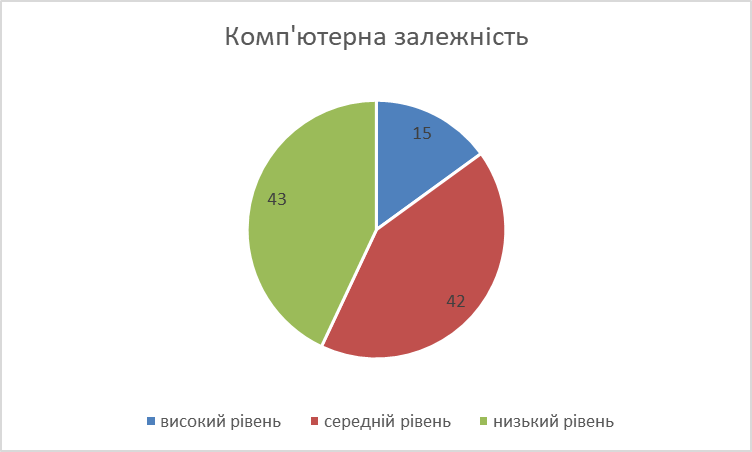 Комп'ютерна залежність
15
43
42
високий рівень середній рівень низький рівень